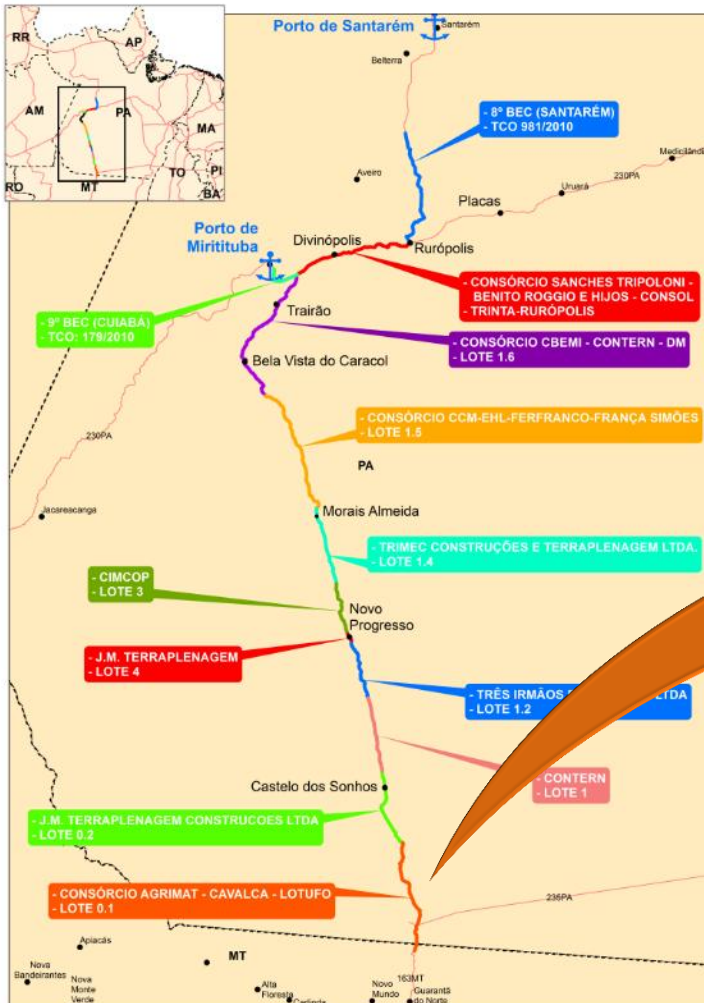 RR
AP
AM
PA
MA
PI
TO
RO
MT
BA
Porto de Santarém
Santarém
Belterra
- 8º BEC (SANTARÉM)
- TCO 981/2010
Medicilândia
230PA
Uruará
Aveiro
Placas
Rurópolis
Divinópolis
Porto de
Miritituba
- CONSÓRCIO SANCHES TRIPOLONI -
BENITO ROGGIO E HIJOS - CONSOL
- TRINTA-RURÓPOLIS
- 9º BEC (CUIABÁ)
- TCO: 179/2010
Trairão
- CONSÓRCIO CBEMI - CONTERN - DM
- LOTE 1.6
Bela Vista do Caracol
- CONSÓRCIO CCM-EHL-FERFRANCO-FRANÇA SIMÕES
- LOTE 1.5
230PA
PA
Jacareacanga
Morais Almeida
- TRIMEC CONSTRUÇÕES E TERRAPLENAGEM LTDA.
- LOTE 1.4
- CIMCOP
- LOTE 3
Novo
Progresso
- J.M. TERRAPLENAGEM
- LOTE 4
- TRÊS IRMÃOS LTDA
- LOTE 1.2
- CONTERN
- LOTE 1
Castelo dos Sonhos
- J.M. TERRAPLENAGEM CONSTRUCOES LTDA
- LOTE 0.2
- CONSÓRCIO AGRIMAT - CAVALCA - LOTUFO
- LOTE 0.1
235PA
Apiacás
MT
163MT
Nova
Bandeirantes
Nova
Monte
Verde
Alta
Floresta
Novo
Mundo
Guarantã
do Norte